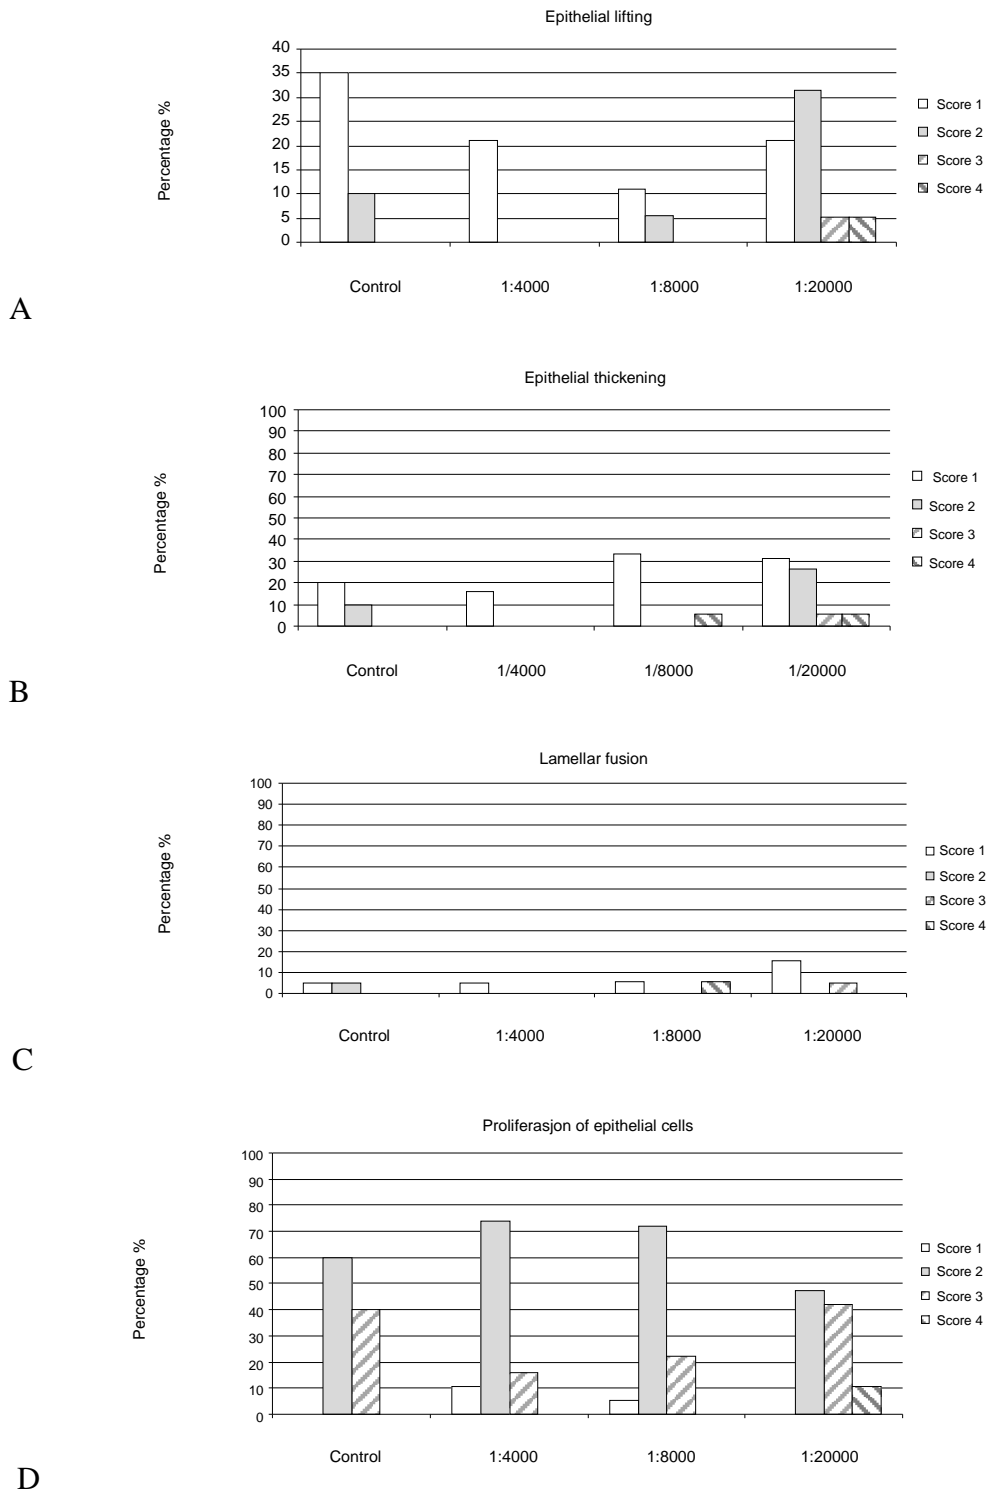 Epithelial lifting
Percentage %
40
35
30
25
20
15
10
5
0
Control 1:4000 1:8000 1:20000
Score 1
Score 2
Score 3
Score 4
A
Epithelial thickening
Percentage %
100
90
80
70
60
50
40
30
20
10
0
Control 1/4000 1/8000 1/20000
Score 1
Score 2
Score 3
Score 4
B
Lamellar fusion
Percentage %
100
90
80
70
60
50
40
30
20
10
0
Control 1:4000 1:8000 1:20000
Score 1
Score 2
Score 3
Score 4
C
Proliferasjon of epithelial cells
Percentage %
100
90
80
70
60
50
40
30
20
10
0
Control 1:4000 1:8000 1:20000
Score 1
Score 2
Score 3
Score 4
D